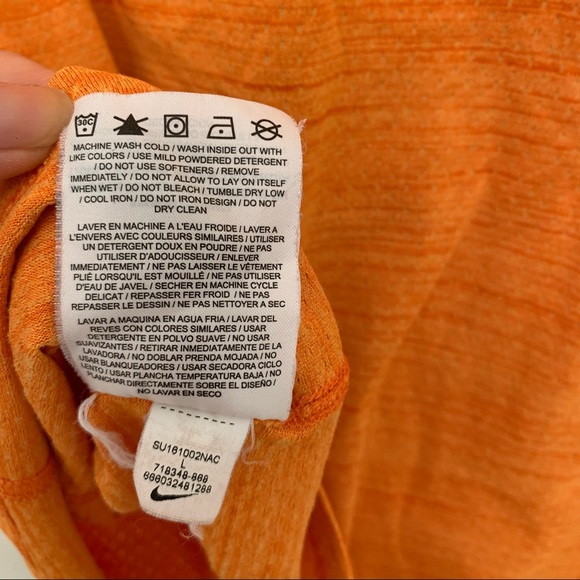 30C
MACHINE WASH COLD / WASH INSIDE OUT WITH
LIKE COLORS / USE MILD POWDERED DETERGENT
/ DO NOT USE SOFTENERS / REMOVE
IMMEDIATELY / DO NOT ALLOW TO LAY ON ITSELF
WHEN WET / DO NOT BLEACH / TUMBLE DRY LOW
/ COOL IRON / DO NOT IRON DESIGN / DO NOT
DRY CLEAN
LAVER EN MACHINE A L'EAU FROIDE / LAVER A
L'ENVERS AVEC COULEURS SIMILAIRES / UTILISER
UN DETERGENT DOUX EN POUDRE / NE PAS
UTILISER D'ADOUCISSEUR / ENLEVER
IMMEDIATEMENT / NE PAS LAISSER LE VÊTEMENT
PLIÉ LORSQU'IL EST MOUILLÉ / NE PAS UTILISER
D'EAU DE JAVEL / SECHER EN MACHINE CYCLE
DELICAT / REPASSER FER FROID / NE PAS
REPASSER LE DESSIN / NE PAS NETTOYER A SEC
LAVAR A MAQUINA EN AGUA FRIA / LAVAR DEL
REVES CON COLORES SIMILARES / USAR
DETERGENTE EN POLVO SUAVE / NO USAR
SUAVIZANTES / RETIRAR INMEDIATAMENTE DE LA
LAVADORA / NO DOBLAR PRENDA MOJADA / NO
USAR BLANQUEADORES / USAR SECADORA CICLO
LENTO / USAR PLANCHA TEMPERATURA BAJA / NO
PLANCHAR DIRECTAMENTE SOBRE EL DISEÑO /
NO LAVAR EN SECO
SU161002NAC
L
718348-868
666032481288